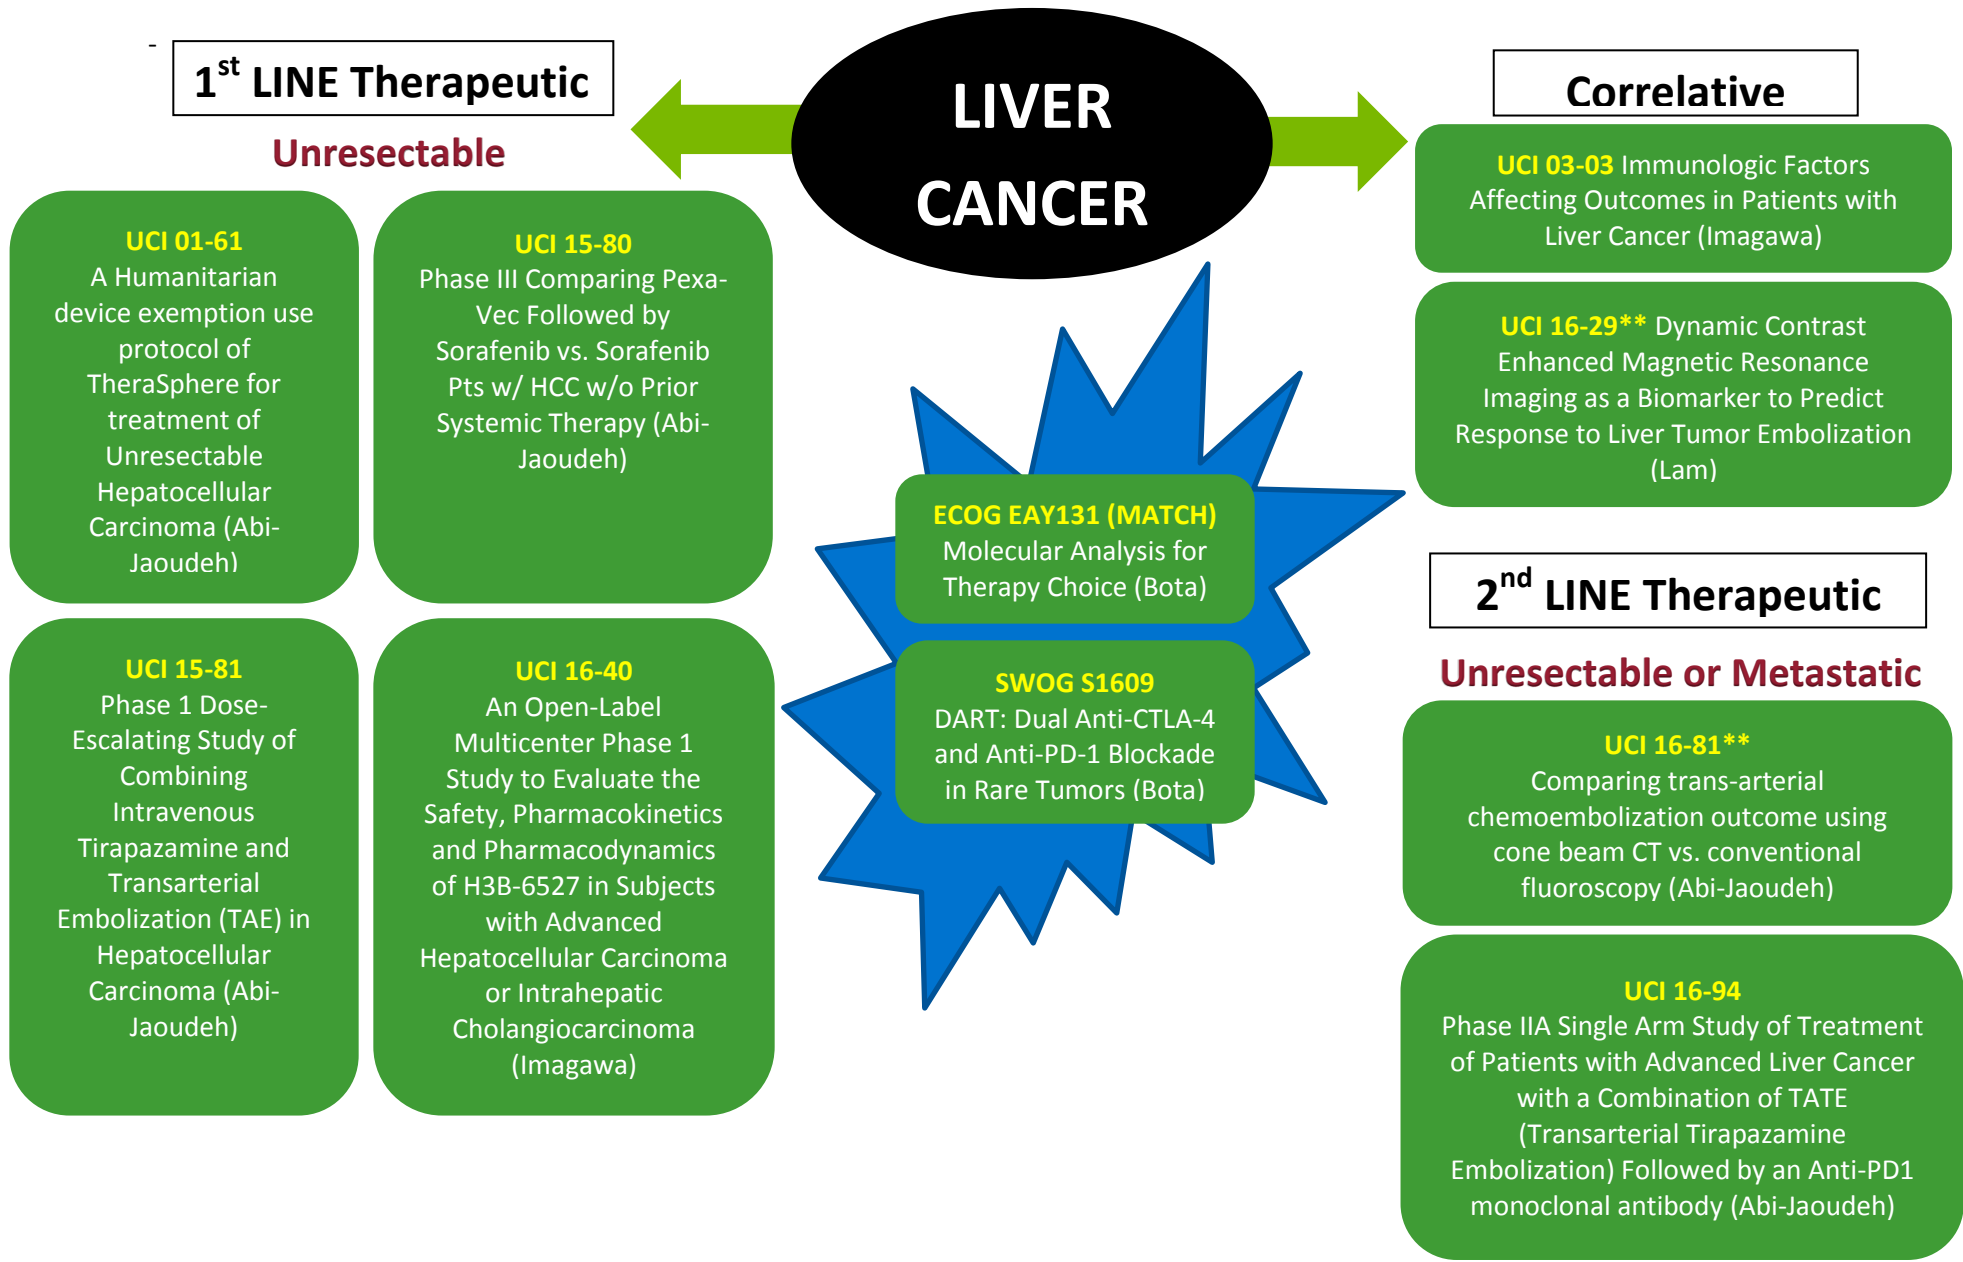 -
1st LINE Therapeutic
Unresectable
UCI 01-61
A Humanitarian
device exemption use
protocol of
TheraSphere for
treatment of
Unresectable
Hepatocellular
Carcinoma (Abi-
Jaoudeh)
UCI 15-80
Phase III Comparing Pexa-
Vec Followed by
Sorafenib vs. Sorafenib
Pts w/ HCC w/o Prior
Systemic Therapy (Abi-
Jaoudeh)
UCI 15-81
Phase 1 Dose-
Escalating Study of
Combining
Intravenous
Tirapazamine and
Transarterial
Embolization (TAE) in
Hepatocellular
Carcinoma (Abi-
Jaoudeh)
UCI 16-40
An Open-Label
Multicenter Phase 1
Study to Evaluate the
Safety, Pharmacokinetics
and Pharmacodynamics
of H3B-6527 in Subjects
with Advanced
Hepatocellular Carcinoma
or Intrahepatic
Cholangiocarcinoma
(Imagawa)
LIVER
CANCER
ECOG EAY131 (MATCH)
Molecular Analysis for
Therapy Choice (Bota)
SWOG S1609
DART: Dual Anti-CTLA-4
and Anti-PD-1 Blockade
in Rare Tumors (Bota)
Correlative
UCI 03-03 Immunologic Factors
Affecting Outcomes in Patients with
Liver Cancer (Imagawa)
UCI 16-29** Dynamic Contrast
Enhanced Magnetic Resonance
Imaging as a Biomarker to Predict
Response to Liver Tumor Embolization
(Lam)
2nd LINE Therapeutic
Unresectable or Metastatic
UCI 16-81**
Comparing trans-arterial
chemoembolization outcome using
cone beam CT vs. conventional
fluoroscopy (Abi-Jaoudeh)
UCI 16-94
Phase IIA Single Arm Study of Treatment
of Patients with Advanced Liver Cancer
with a Combination of TATE
(Transarterial Tirapazamine
Embolization) Followed by an Anti-PD1
monoclonal antibody (Abi-Jaoudeh)